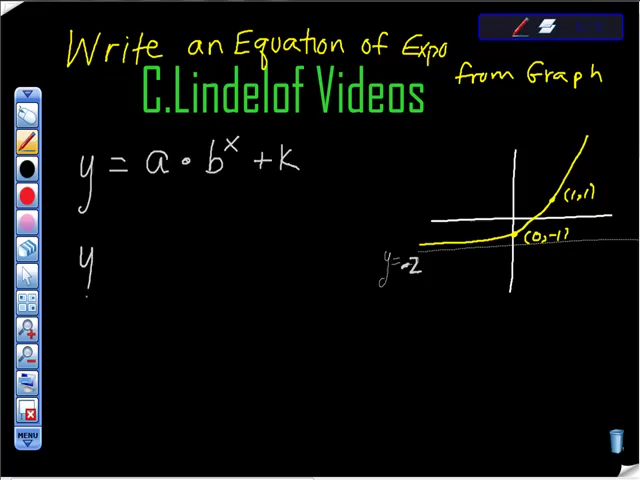 Write an Equation of Expo
from Graph
C.Lindelof Videos
y = a • b^x + k
(1,1)
(0,-1)
y=-2
y
MENU